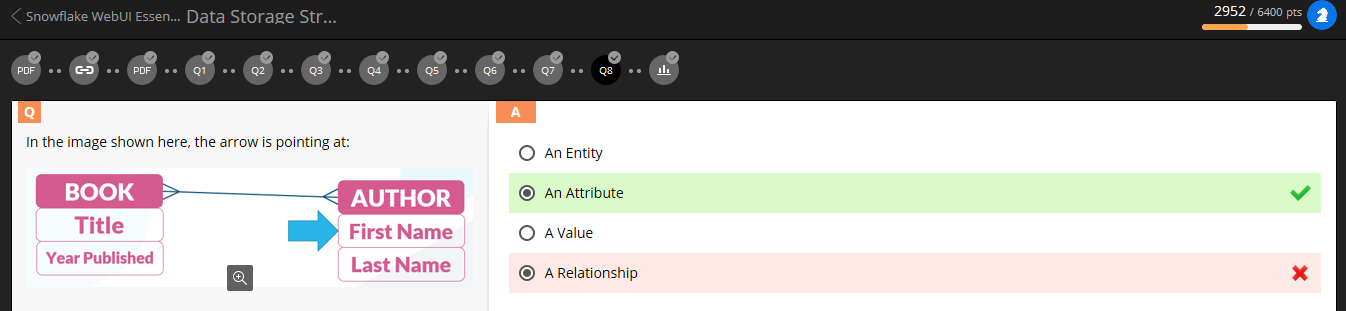 Snowflake WebUI Essen... Data Storage Str...
2952 / 6400 pts
PDF PDF Q1 Q2 Q3 Q4 Q5 Q6 Q7 Q8
Q
In the image shown here, the arrow is pointing at:
BOOK
Title
Year Published
AUTHOR
First Name
Last Name
A
An Entity
An Attribute
A Value
A Relationship